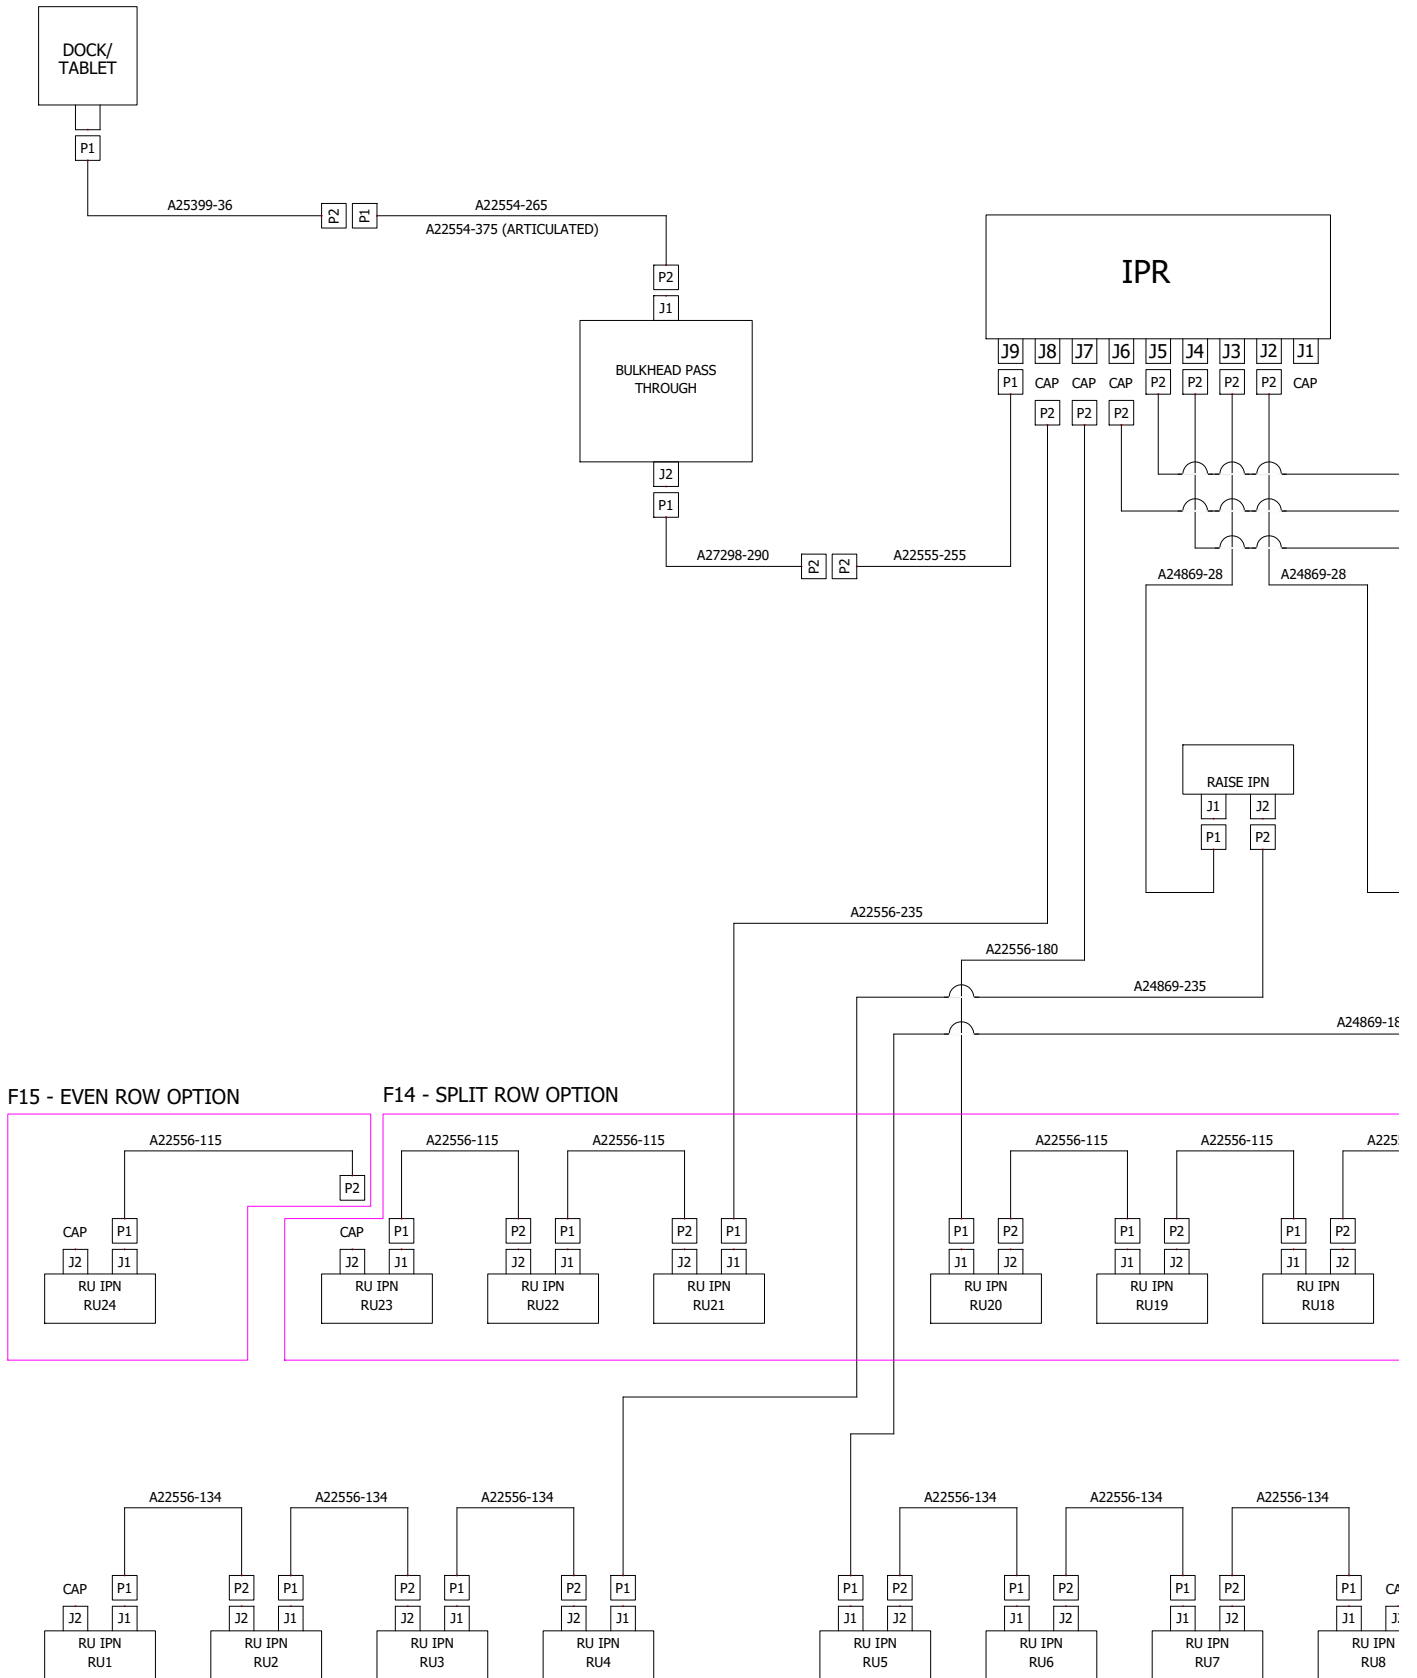 DOCK/
TABLET
P1
A25399-36
P2
P1
A22554-265
A22554-375 (ARTICULATED)
P2
J1
BULKHEAD PASS
THROUGH
J2
P1
A27298-290
P2
P2
A22555-255
IPR
J9 J8 J7 J6 J5 J4 J3 J2 J1
P1 CAP CAP CAP P2 P2 P2 P2 CAP
P2 P2 P2
A24869-28
A24869-28
RAISE IPN
J1 J2
P1 P2
A22556-235
A22556-180
A24869-235
A24869-18
F15 - EVEN ROW OPTION
F14 - SPLIT ROW OPTION
A22556-115 A22556-115 A22556-115 A22556-115 A22556-115 A225
P2
CAP P1 CAP P1 P2 P1 P2 P1 P1 P2 P1 P2 P1 P2
J2 J1 J2 J1 J2 J1 J2 J1 J1 J2 J1 J2 J1 J2
RU IPN RU IPN RU IPN RU IPN RU IPN RU IPN RU IPN
RU24 RU23 RU22 RU21 RU20 RU19 RU18
A22556-134 A22556-134 A22556-134 A22556-134 A22556-134 A22556-134
CAP P1 P2 P1 P2 P1 P2 P1 P1 P2 P1 P2 P1 P2 P1
J2 J1 J2 J1 J2 J1 J2 J1 J1 J2 J1 J2 J1 J2 J1
RU IPN RU IPN RU IPN RU IPN RU IPN RU IPN RU IPN RU IPN
RU1 RU2 RU3 RU4 RU5 RU6 RU7 RU8